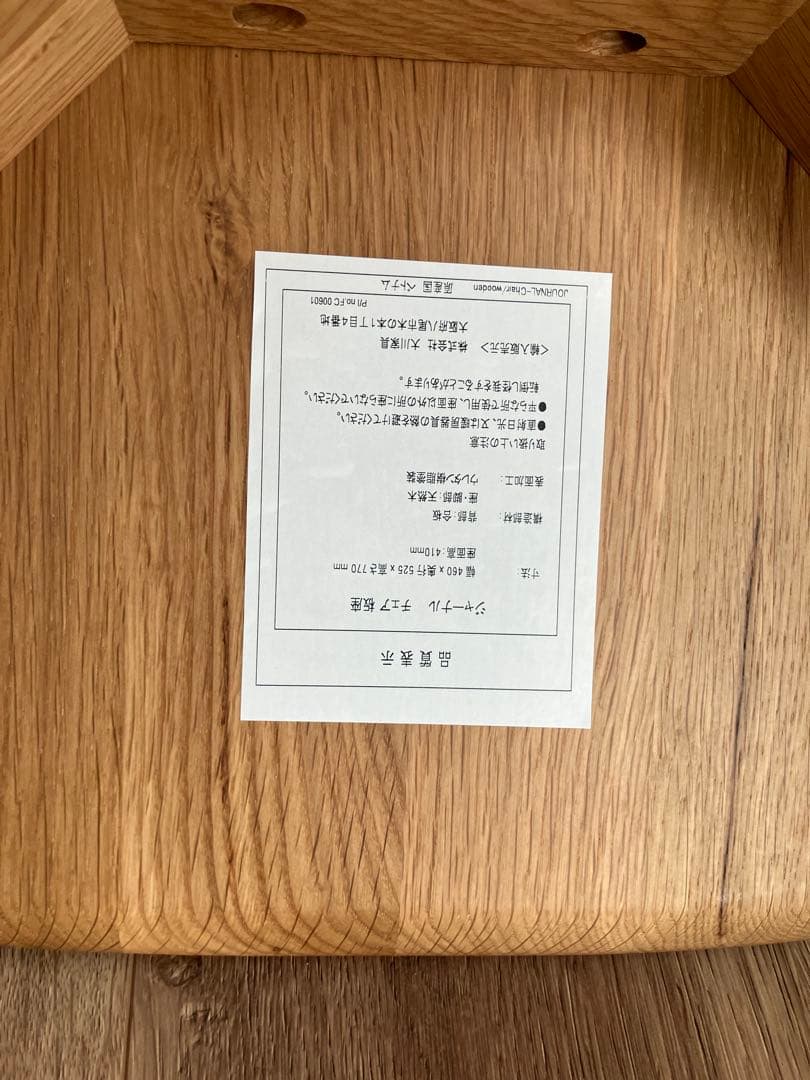 品質表示
ジャーナル チェア 板座
寸法: 幅 460 x 奥行 525 x 高さ770 mm
座面高:410mm
構造部材: 背部:合板
座・脚部:天然木
表面加工: ウレタン樹脂塗装
取り扱い上の注意
●直射日光、又は暖房器具の熱を避けてください。
●平らな所で使用し、座面以外の所に座らないでください。
転倒し怪我をすることがあります。
<輸入販売元> 株式会社 大川家具
大阪府八尾市木の本1丁目4番地
P/I no.FC 00601
JOURNAL-Chair/wooden 原産国 ベトナム